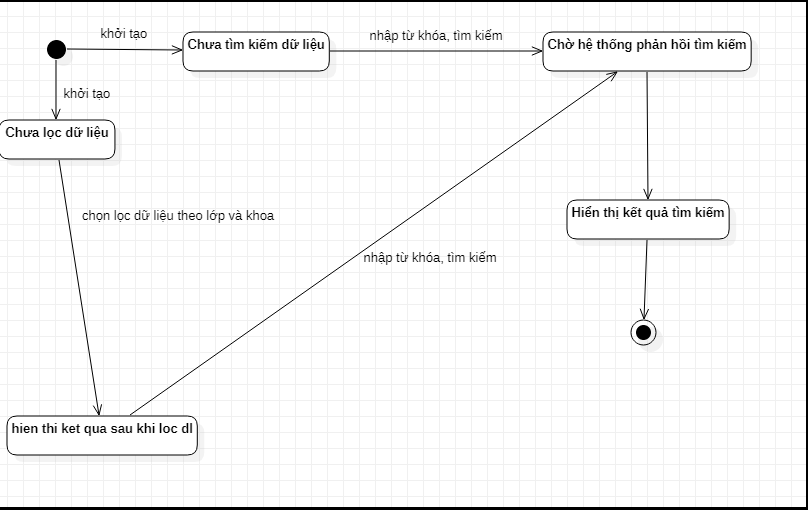 khởi tạo
Chưa tìm kiếm dữ liệu
nhập từ khóa, tìm kiếm
Chờ hệ thống phản hồi tìm kiếm
khởi tạo
Chưa lọc dữ liệu
chọn lọc dữ liệu theo lớp và khoa
Hiển thị kết quả tìm kiếm
nhập từ khóa, tìm kiếm
hien thi ket qua sau khi loc dl